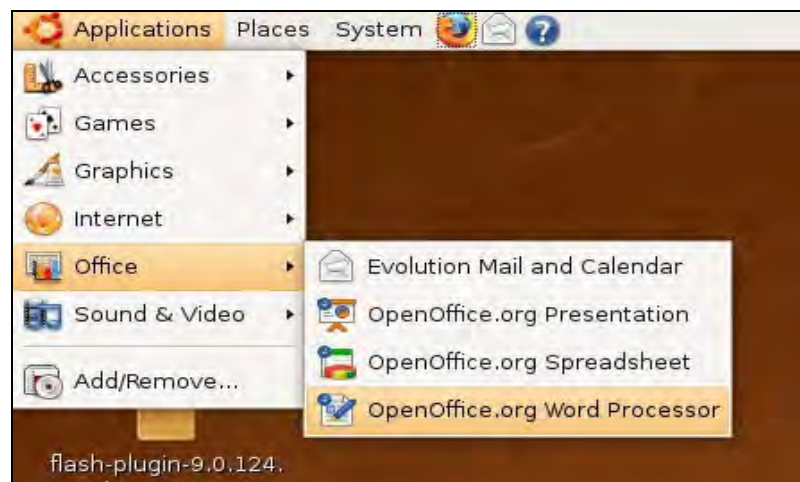 Applications Places System
Accessories
Games
Graphics
Internet
Office
Sound & Video
Add/Remove...
Evolution Mail and Calendar
OpenOffice.org Presentation
OpenOffice.org Spreadsheet
OpenOffice.org Word Processor
flash-plugin-9.0.124.